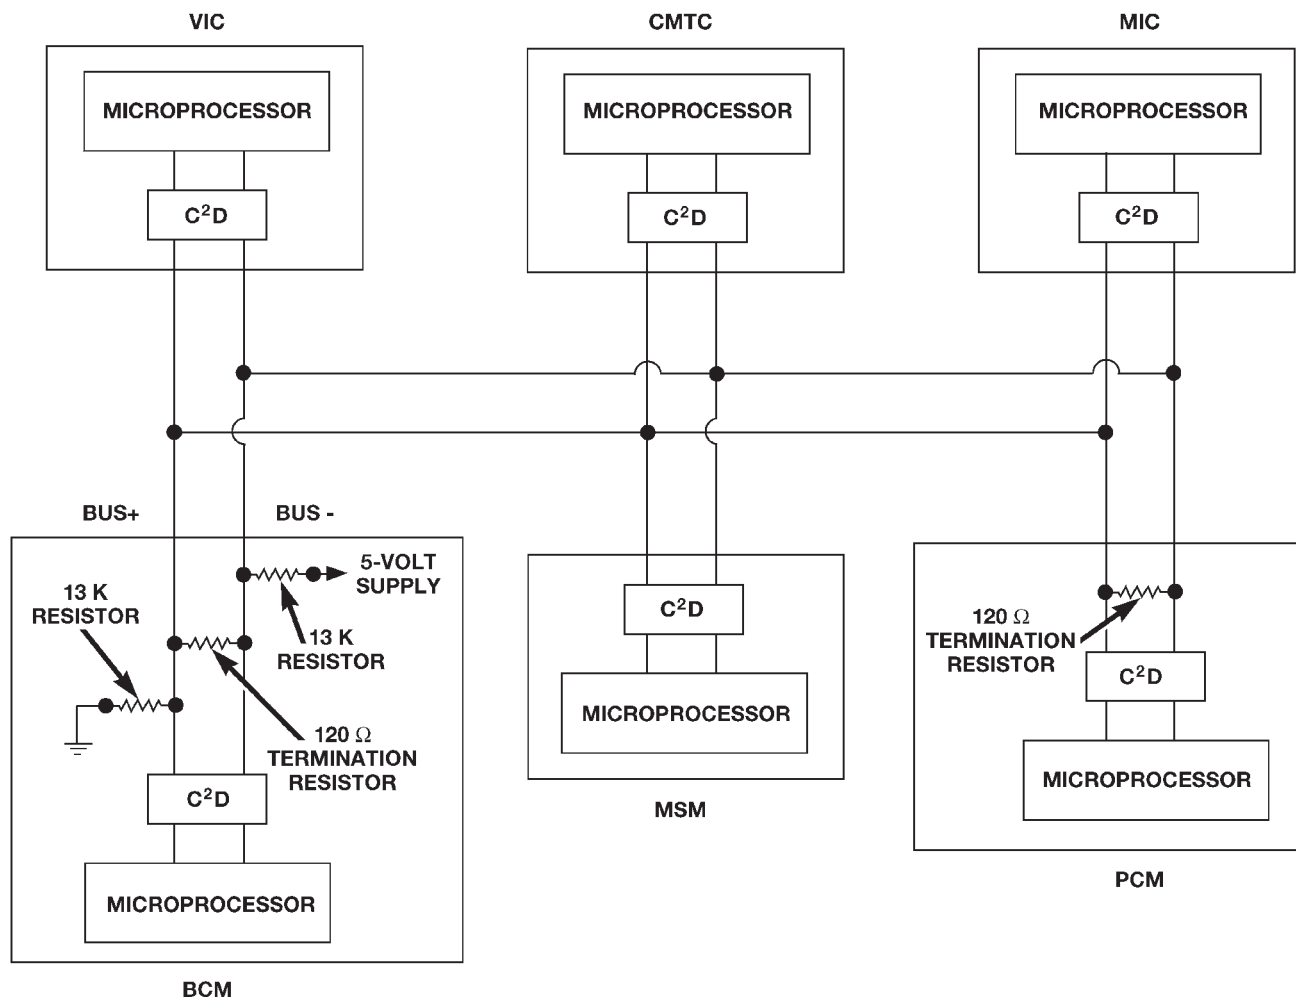 VIC
CMTC
MIC
MICROPROCESSOR
MICROPROCESSOR
MICROPROCESSOR
C²D
C²D
C²D
BUS+
BUS -
5-VOLT
SUPPLY
13 K
RESISTOR
13 K
RESISTOR
120 Ω
TERMINATION
RESISTOR
C²D
MICROPROCESSOR
BCM
C²D
MICROPROCESSOR
MSM
120 Ω
TERMINATION
RESISTOR
C²D
MICROPROCESSOR
PCM